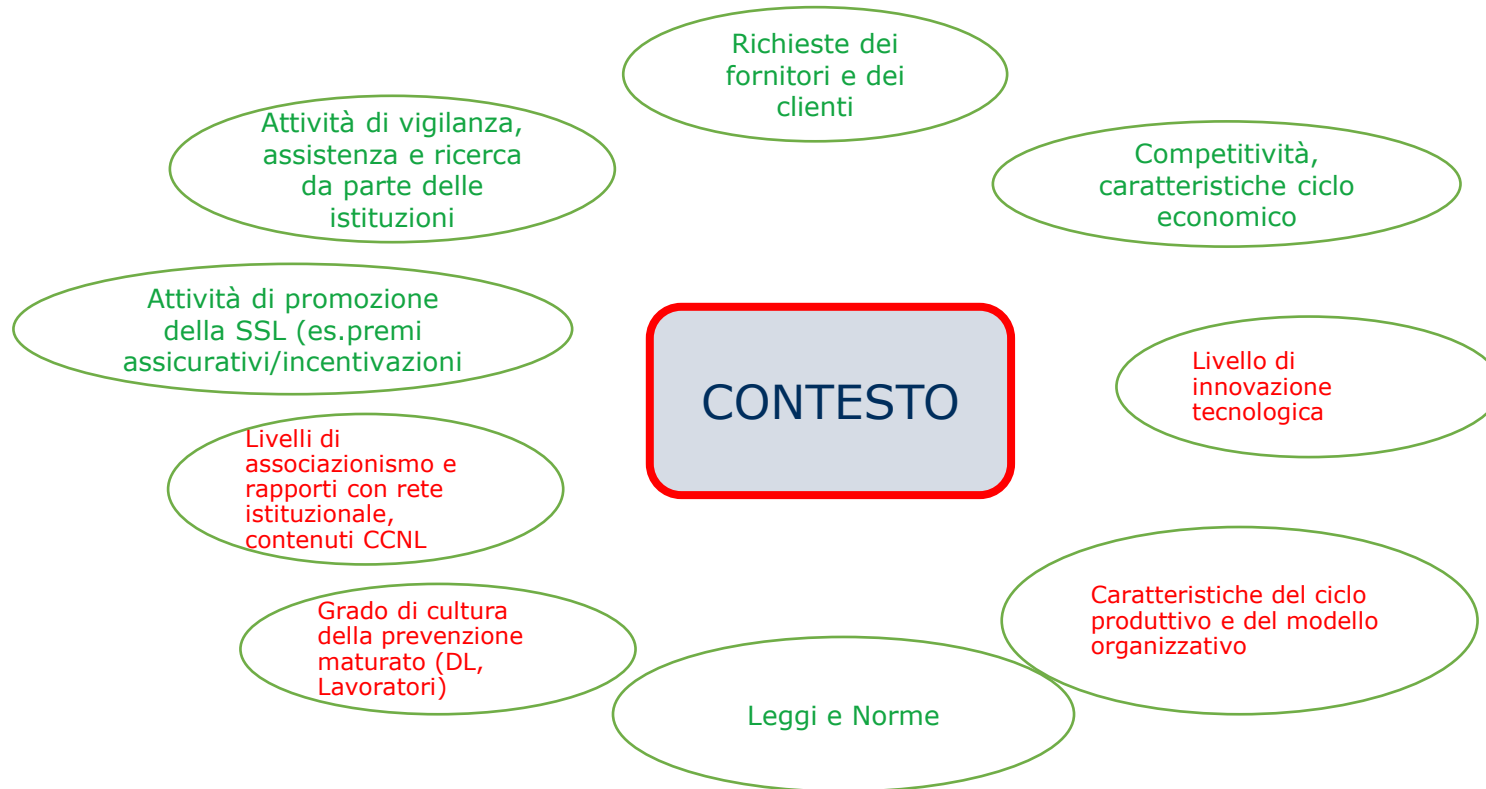 Richieste dei
fornitori e dei
clienti
Attività di vigilanza,
assistenza e ricerca
da parte delle
istituzioni
Competitività,
caratteristiche ciclo
economico
Attività di promozione
della SSL (es.premi
assicurativi/incentivazioni
CONTESTO
Livello di
innovazione
tecnologica
Livelli di
associazionismo e
rapporti con rete
istituzionale,
contenuti CCNL
Caratteristiche del ciclo
produttivo e del modello
organizzativo
Grado di cultura
della prevenzione
maturato (DL,
Lavoratori)
Leggi e Norme